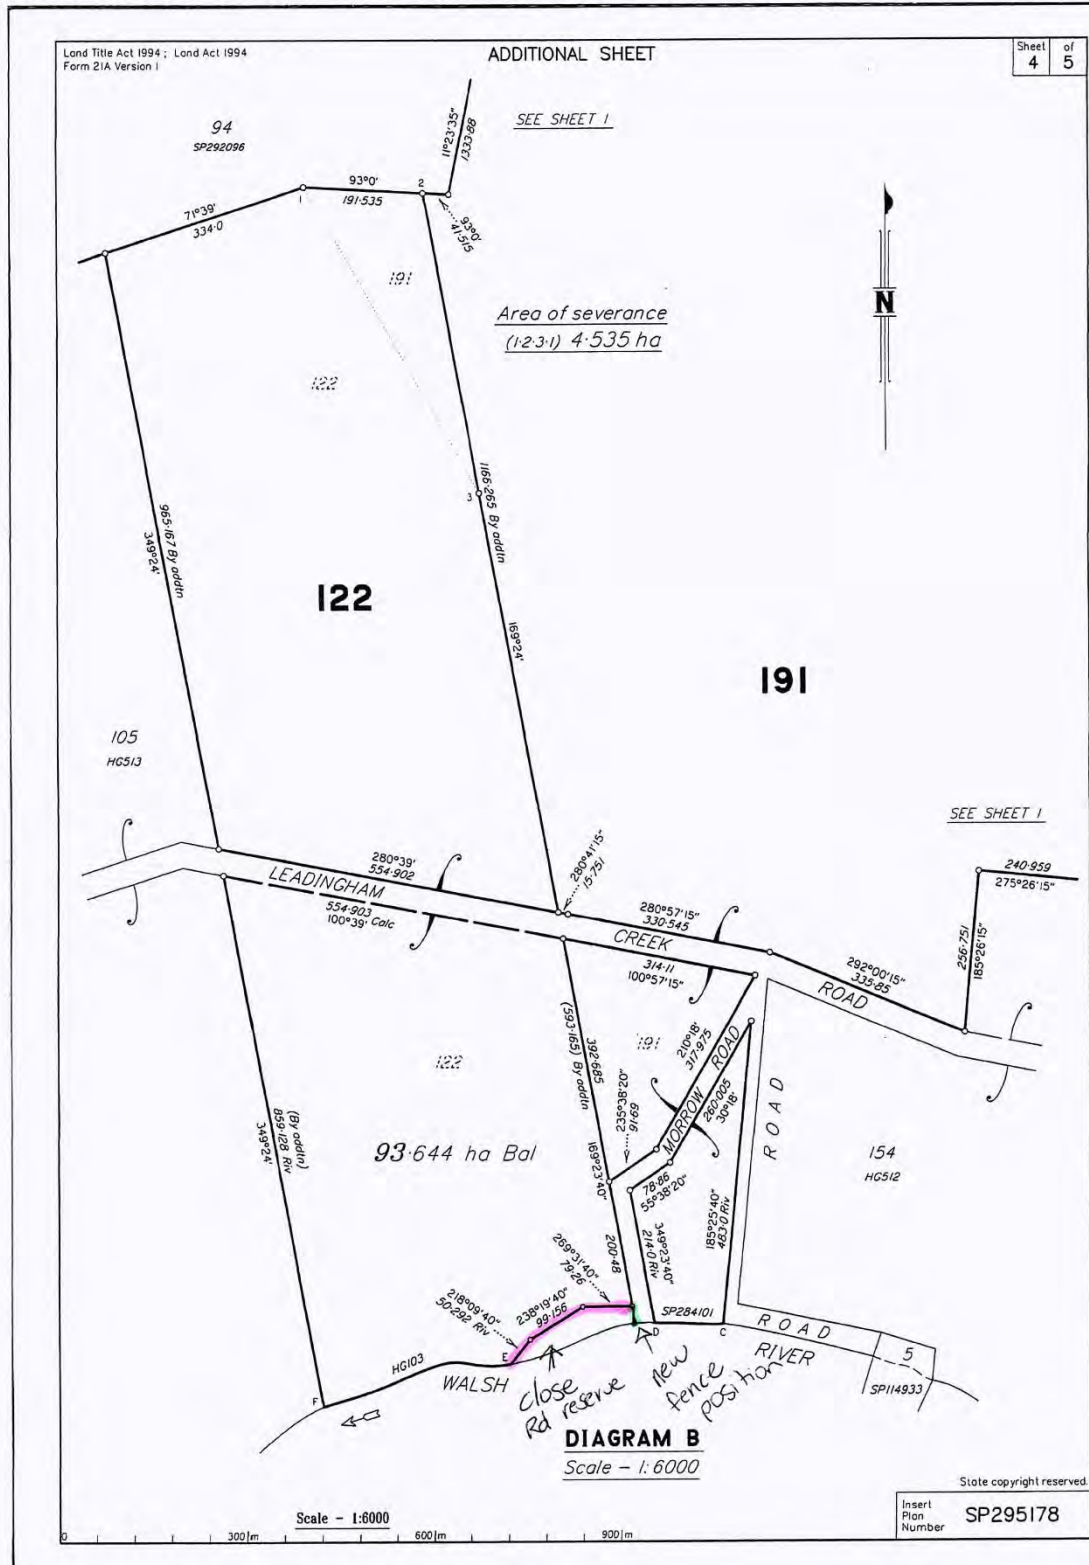 Land Title Act 1994 ; Land Act 1994
Form 21A Version 1
ADDITIONAL SHEET
Sheet of
4 5
94
SP292096
SEE SHEET 1
11°23'35"
1333·88
93°0'
191·535
1
2
93°0'
41·515
71°39'
334·0
191
Area of severance
(1·2·3·1) 4·535 ha
N
122
3
1166·265 By addtn
169°24'
965·167 By addtn
349°24'
122
191
105
HG513
SEE SHEET 1
240·959
275°26'15"
256·751
185°26'15"
280°39'
554·902
LEADINGHAM
554·903
100°39' Calc
280°41'15"
15·751
280°57'15"
330·545
CREEK
314·11
100°57'15"
292°00'15"
335·85
ROAD
(593·165) By addtn
392·685
169°23'40"
191
210°18'
317·975
MORROW ROAD
260·005
30°18'
ROAD
122
235°38'20"
91·69
78·86
55°38'20"
93·644 ha Bal
154
HG512
(By addtn)
859·128 Riv
349°24'
185°25'40"
483·0 Riv
349°23'40"
214·0 Riv
200·48
269°31'40"
79·26
238°19'40"
99·156
218°09'40"
50·292 Riv
SP284101
D
C
E
F
HG103
WALSH
ROAD
RIVER
5
SP114933
close
Rd reserve
new
fence
position
DIAGRAM B
Scale – 1:6000
State copyright reserved.
Scale - 1:6000
0 300m 600m 900m
Insert
Plan
Number
SP295178